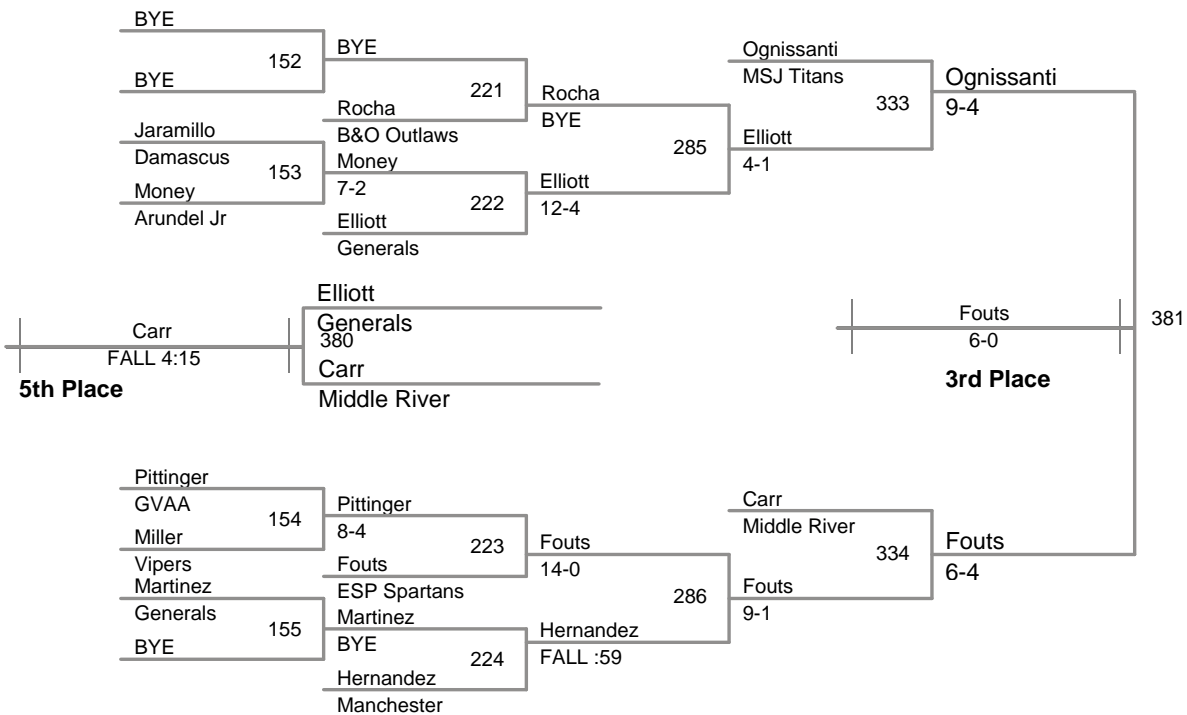 BYE
152
BYE
BYE
221
Rocha
B&O Outlaws
Rocha
BYE
Jaramillo
Damascus
153
Money
Arundel Jr
Money
7-2
222
Elliott
Generals
Elliott
12-4
285
Elliott
4-1
Ognissanti
MSJ Titans
333
Ognissanti
9-4
Elliott
Generals
380
Carr
Middle River
Carr
FALL 4:15
5th Place
Fouts
6-0
3rd Place
381
Pittinger
GVAA
154
Miller
Vipers
Pittinger
8-4
223
Fouts
ESP Spartans
Fouts
14-0
Martinez
Generals
155
BYE
Martinez
BYE
224
Hernandez
Manchester
Hernandez
FALL :59
286
Fouts
9-1
Carr
Middle River
334
Fouts
6-4